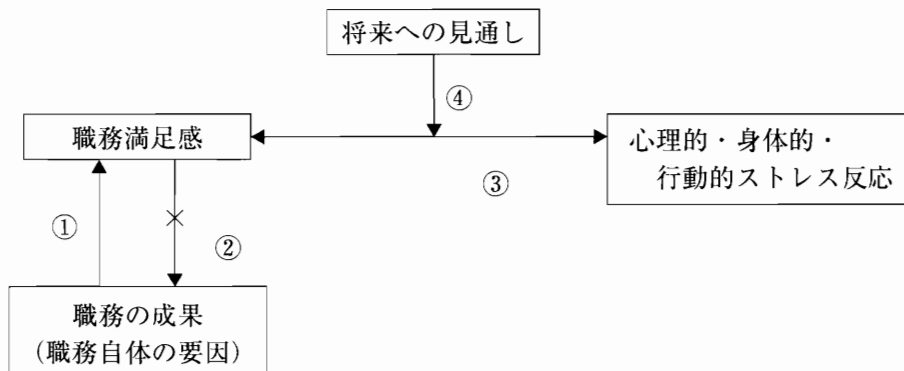 将来への見通し
④
職務満足感
心理的・身体的・
行動的ストレス反応
③
①
②
職務の成果
(職務自体の要因)